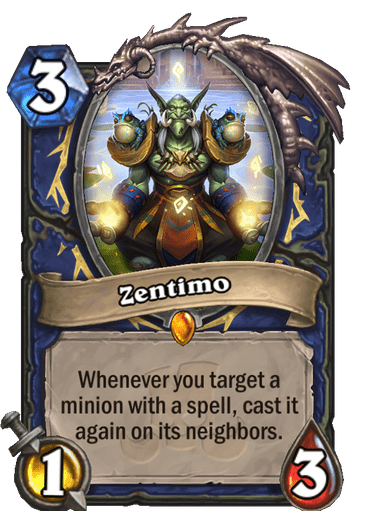 3
Zentimo
Whenever you target a
minion with a spell, cast it
again on its neighbors.
1
3